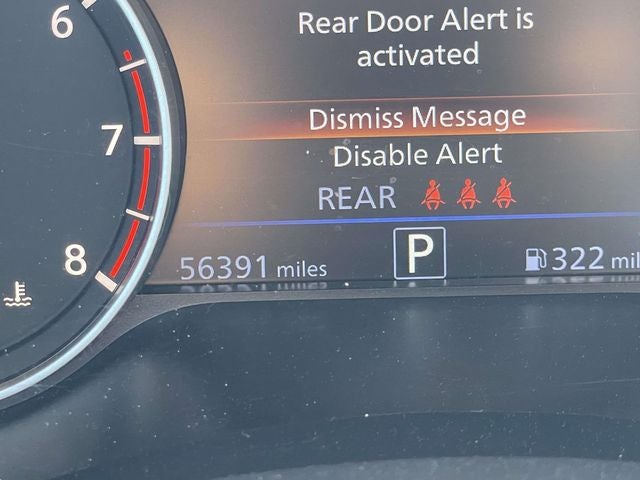 6
7
8
Rear Door Alert is
activated
Dismiss Message
Disable Alert
REAR
56391 miles
P
322 mil